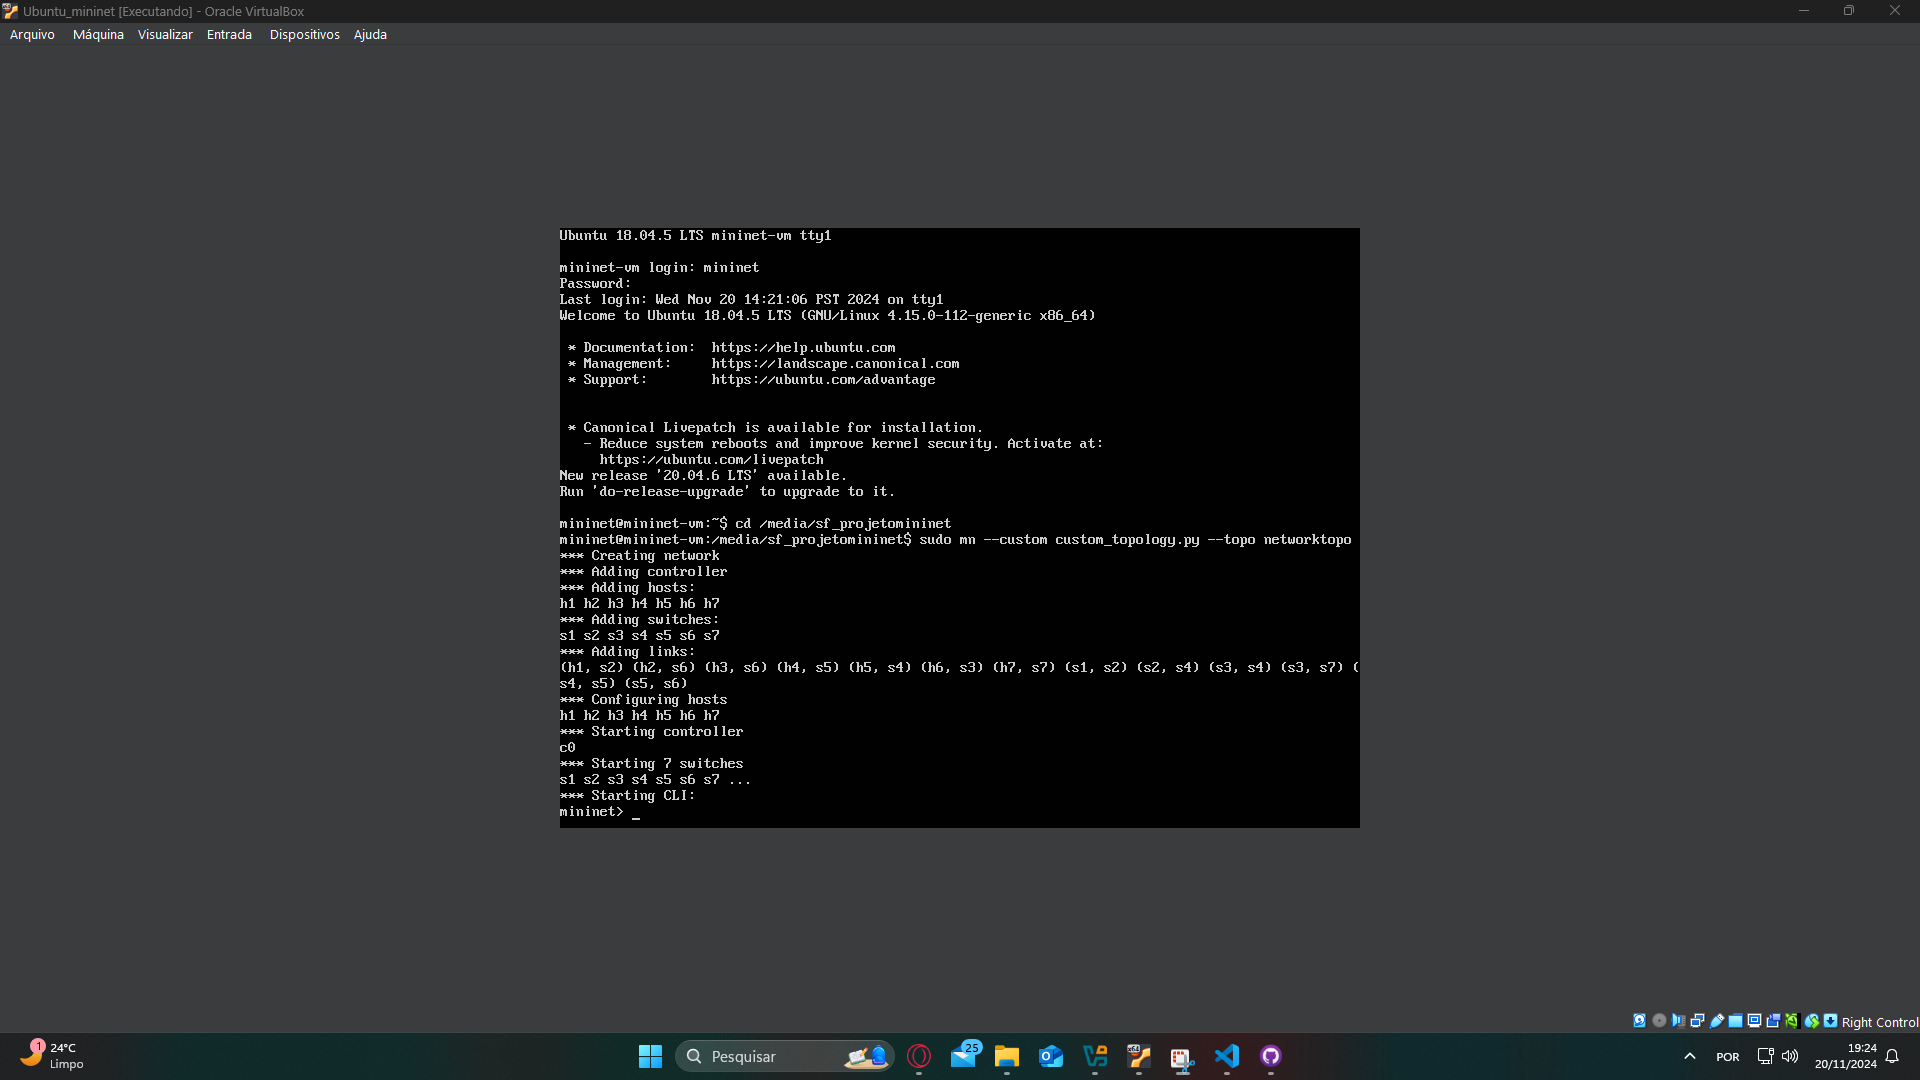 Ubuntu_mininet [Executando] - Oracle VirtualBox
Arquivo Máquina Visualizar Entrada Dispositivos Ajuda
Ubuntu 18.04.5 LTS mininet-vm tty1
mininet-vm login: mininet
Password:
Last login: Wed Nov 20 14:21:06 PST 2024 on tty1
Welcome to Ubuntu 18.04.5 LTS (GNU/Linux 4.15.0-112-generic x86_64)
* Documentation: https://help.ubuntu.com
* Management: https://landscape.canonical.com
* Support: https://ubuntu.com/advantage
* Canonical Livepatch is available for installation.
- Reduce system reboots and improve kernel security. Activate at:
https://ubuntu.com/livepatch
New release '20.04.6 LTS' available.
Run 'do-release-upgrade' to upgrade to it.
mininet@mininet-vm:~$ cd /media/sf_projetomininet
mininet@mininet-vm:/media/sf_projetomininet$ sudo mn --custom custom_topology.py --topo networktopo
*** Creating network
*** Adding controller
*** Adding hosts:
h1 h2 h3 h4 h5 h6 h7
*** Adding switches:
s1 s2 s3 s4 s5 s6 s7
*** Adding links:
(h1, s2) (h2, s6) (h3, s6) (h4, s5) (h5, s4) (h6, s3) (h7, s7) (s1, s2) (s2, s4) (s3, s4) (s3, s7) (
s4, s5) (s5, s6)
*** Configuring hosts
h1 h2 h3 h4 h5 h6 h7
*** Starting controller
c0
*** Starting 7 switches
s1 s2 s3 s4 s5 s6 s7 ...
*** Starting CLI:
mininet> _
Right Control
1
24°C
Limpo
Pesquisar
25
POR
19:24
20/11/2024